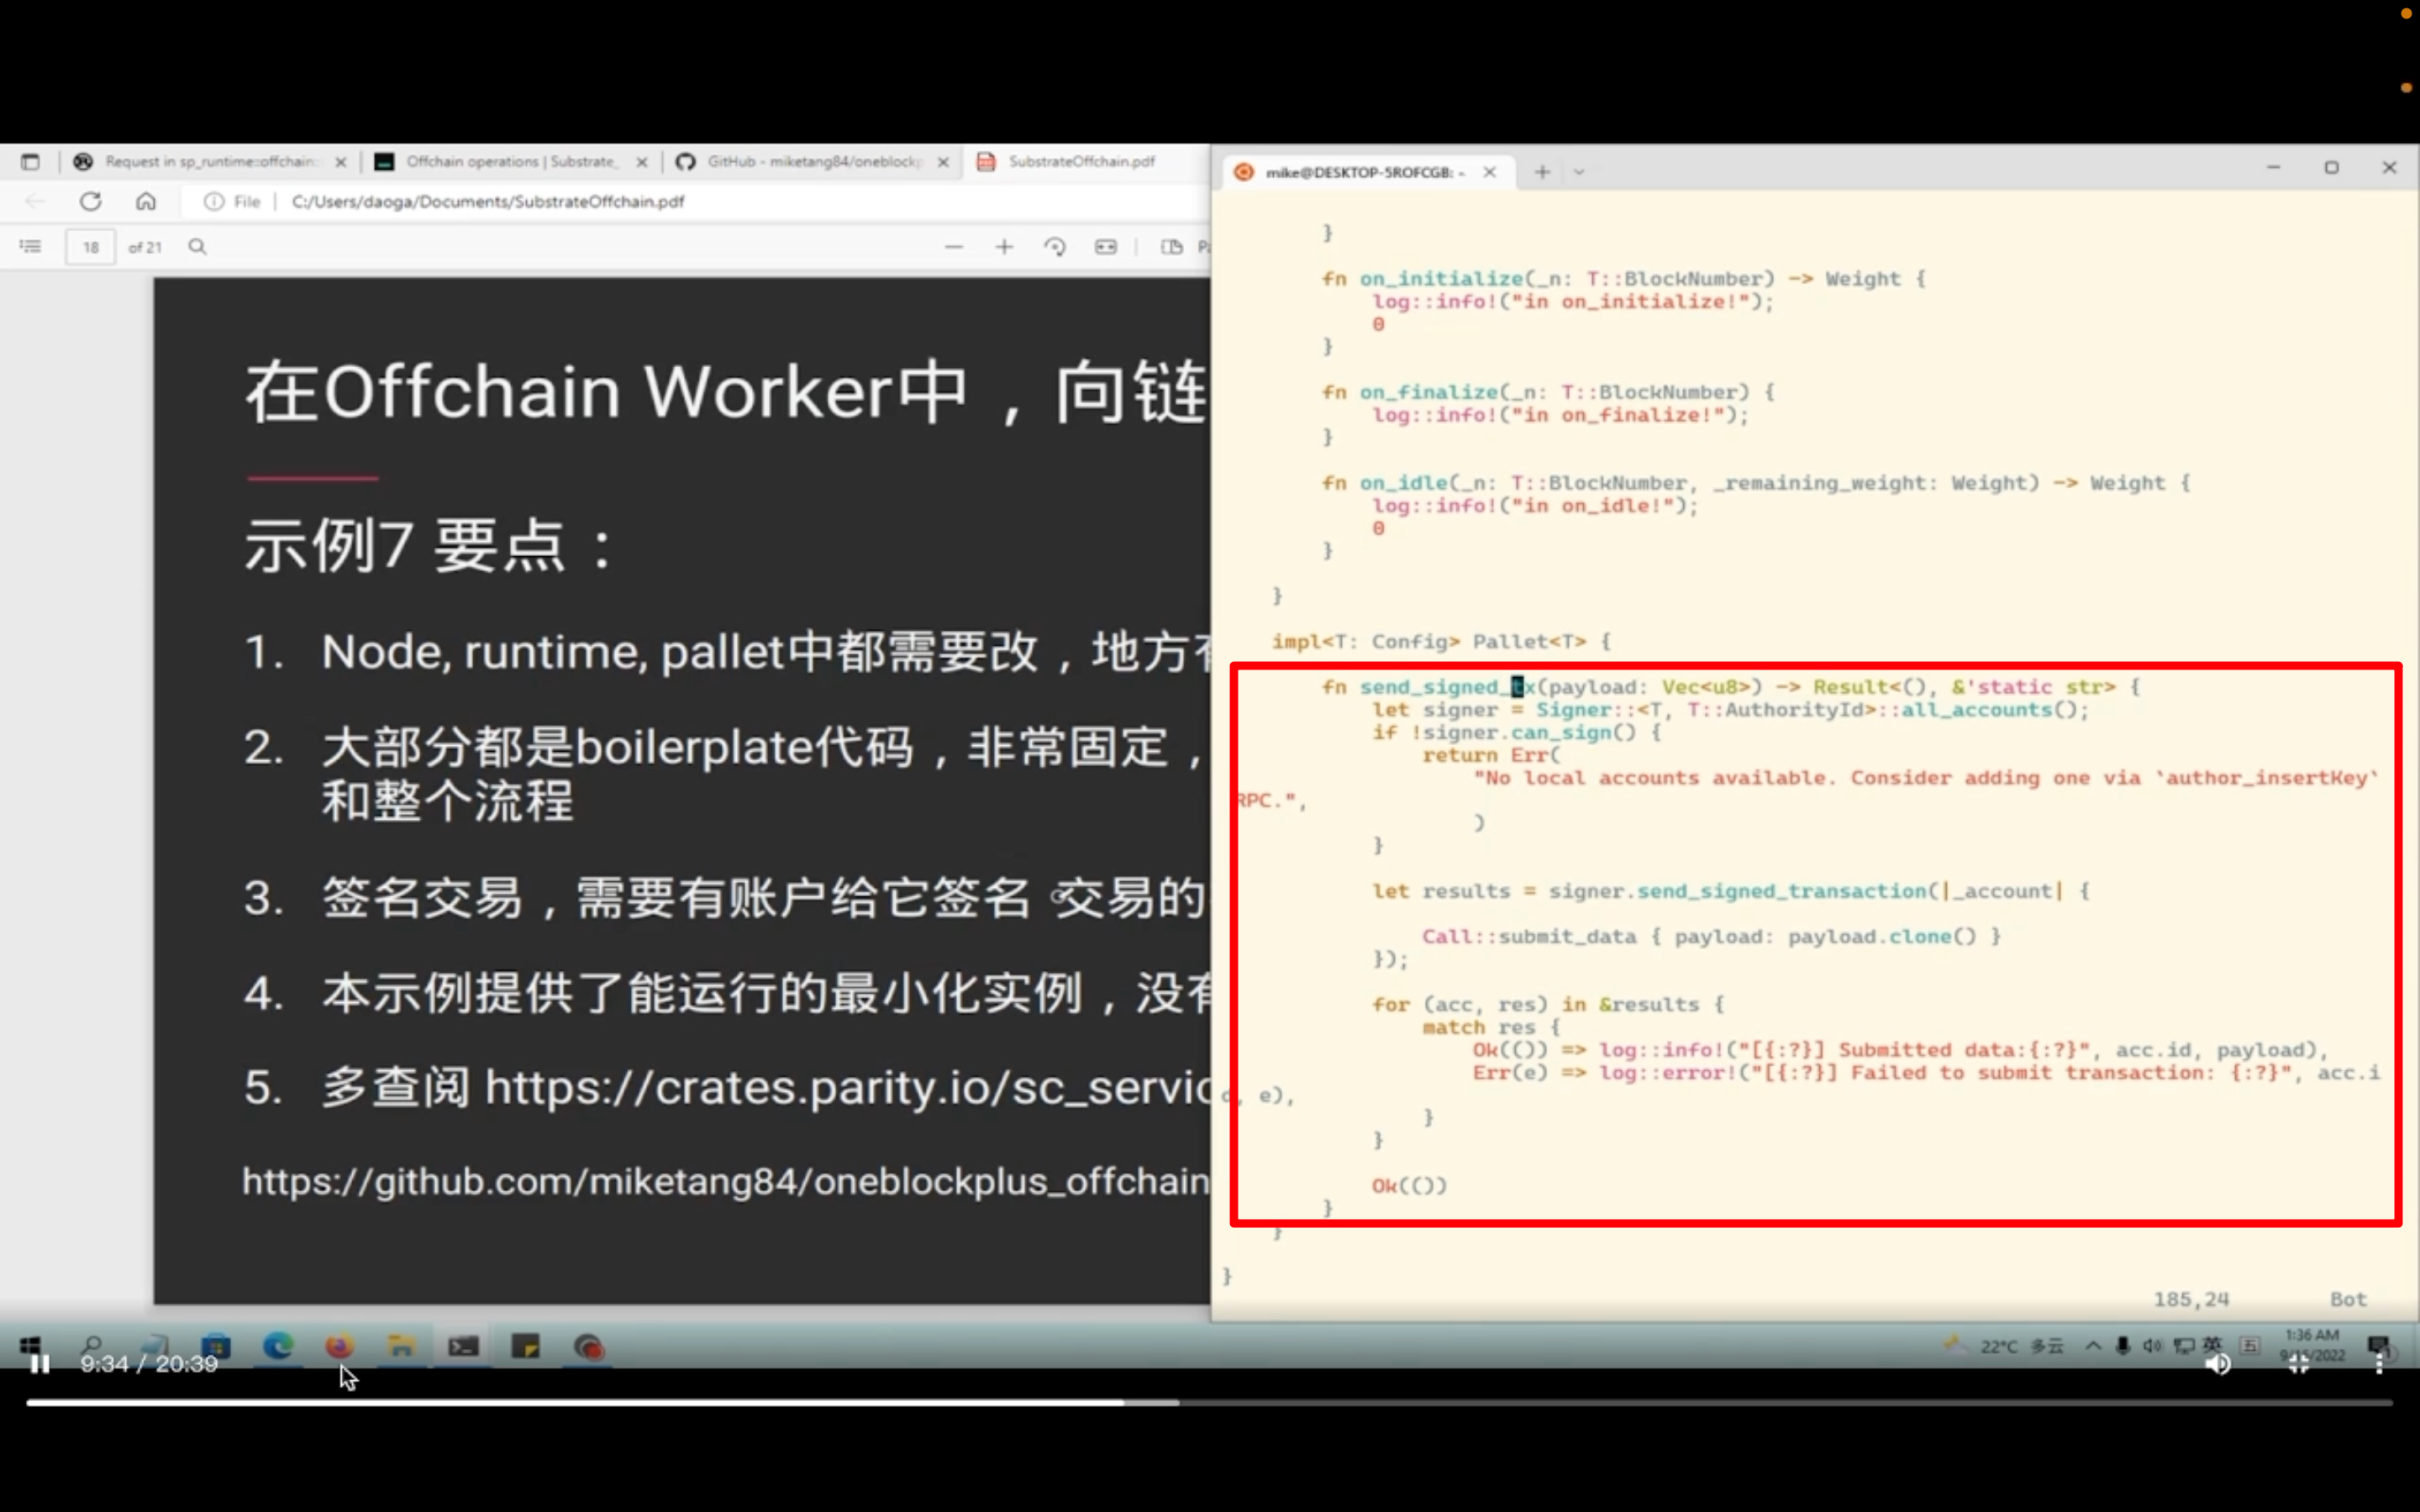 Request in sp_runtime::offchain::
Offchain operations | Substrate_
GitHub - miketang84/oneblockp
SubstrateOffchain.pdf
File
C:/Users/daoga/Documents/SubstrateOffchain.pdf
18 of 21
在Offchain Worker中，向链
示例7 要点：
1. Node, runtime, pallet中都需要改，地方有
2. 大部分都是boilerplate代码，非常固定，
和整个流程
3. 签名交易，需要有账户给它签名 交易的
4. 本示例提供了能运行的最小化实例，没有
5. 多查阅 https://crates.parity.io/sc_servic
https://github.com/miketang84/oneblockplus_offchain
mike@DESKTOP-5ROFCGB: ~
}
fn on_initialize(_n: T::BlockNumber) -> Weight {
log::info!("in on_initialize!");
0
}
fn on_finalize(_n: T::BlockNumber) {
log::info!("in on_finalize!");
}
fn on_idle(_n: T::BlockNumber, _remaining_weight: Weight) -> Weight {
log::info!("in on_idle!");
0
}
}
impl<T: Config> Pallet<T> {
fn send_signed_tx(payload: Vec<u8>) -> Result<(), &'static str> {
let signer = Signer::<T, T::AuthorityId>::all_accounts();
if !signer.can_sign() {
return Err(
"No local accounts available. Consider adding one via `author_insertKey`
RPC.",
)
}
let results = signer.send_signed_transaction(|_account| {
Call::submit_data { payload: payload.clone() }
});
for (acc, res) in &results {
match res {
Ok(()) => log::info!("[{:?}] Submitted data:{:?}", acc.id, payload),
Err(e) => log::error!("[{:?}] Failed to submit transaction: {:?}", acc.i
d, e),
}
}
Ok(())
}
}
}
185,24 Bot
9:34 / 20:39
22°C 多云
英
五
1:36 AM